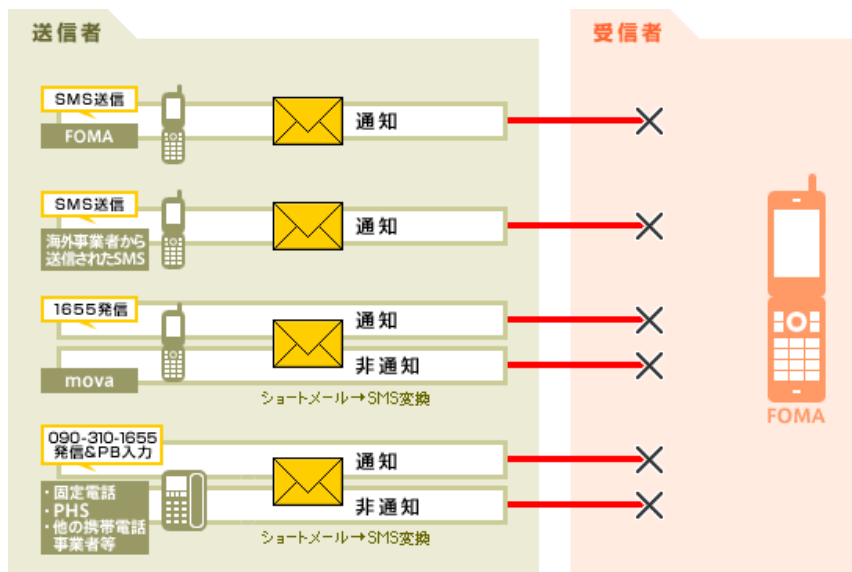 送信者
受信者
SMS送信
FOMA
通知
SMS送信
海外事業者から
送信されたSMS
通知
1655発信
通知
非通知
mova
ショートメール→SMS変換
FOMA
090-310-1655
発信&PB入力
通知
・固定電話
・PHS
・他の携帯電話
事業者等
非通知
ショートメール→SMS変換